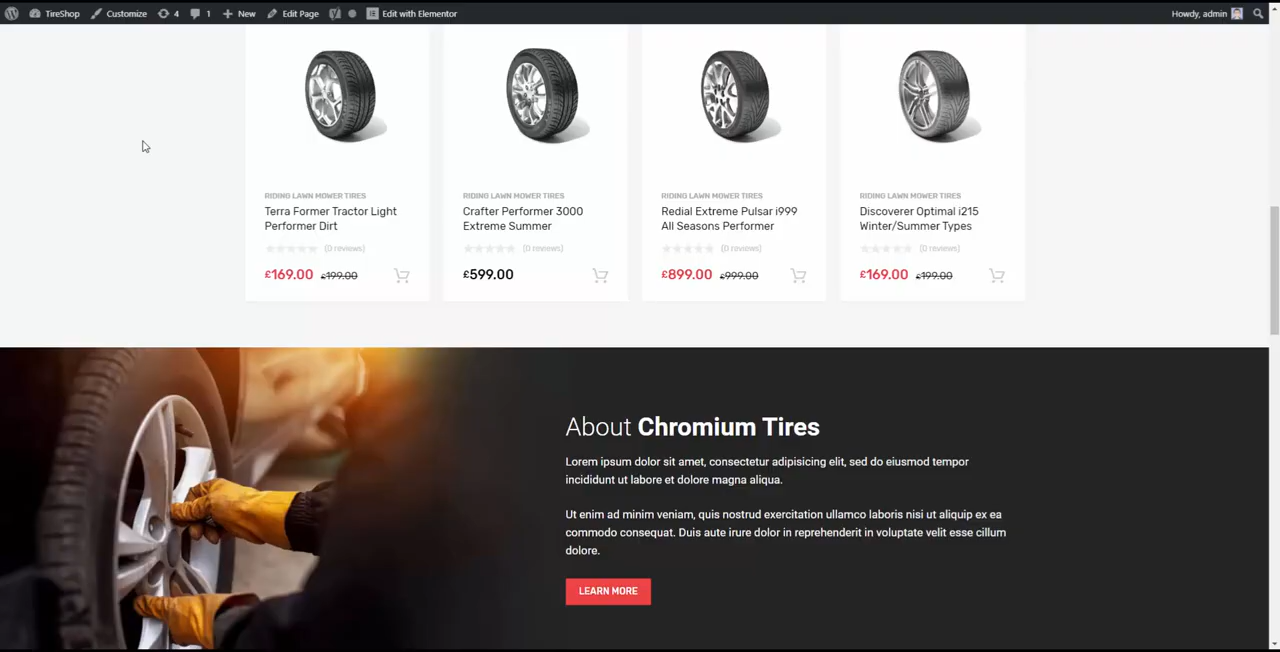 TireShop Customize 4 1 New Edit Page Edit with Elementor Howdy, admin
RIDING LAWN MOWER TIRES
Terra Former Tractor Light
Performer Dirt
(0 reviews)
£169.00 £199.00
RIDING LAWN MOWER TIRES
Crafter Performer 3000
Extreme Summer
(0 reviews)
£599.00
RIDING LAWN MOWER TIRES
Redial Extreme Pulsar i999
All Seasons Performer
(0 reviews)
£899.00 £999.00
RIDING LAWN MOWER TIRES
Discoverer Optimal i215
Winter/Summer Types
(0 reviews)
£169.00 £199.00
About Chromium Tires
Lorem ipsum dolor sit amet, consectetur adipisicing elit, sed do eiusmod tempor
incididunt ut labore et dolore magna aliqua.
Ut enim ad minim veniam, quis nostrud exercitation ullamco laboris nisi ut aliquip ex ea
commodo consequat. Duis aute irure dolor in reprehenderit in voluptate velit esse cillum
dolore.
LEARN MORE